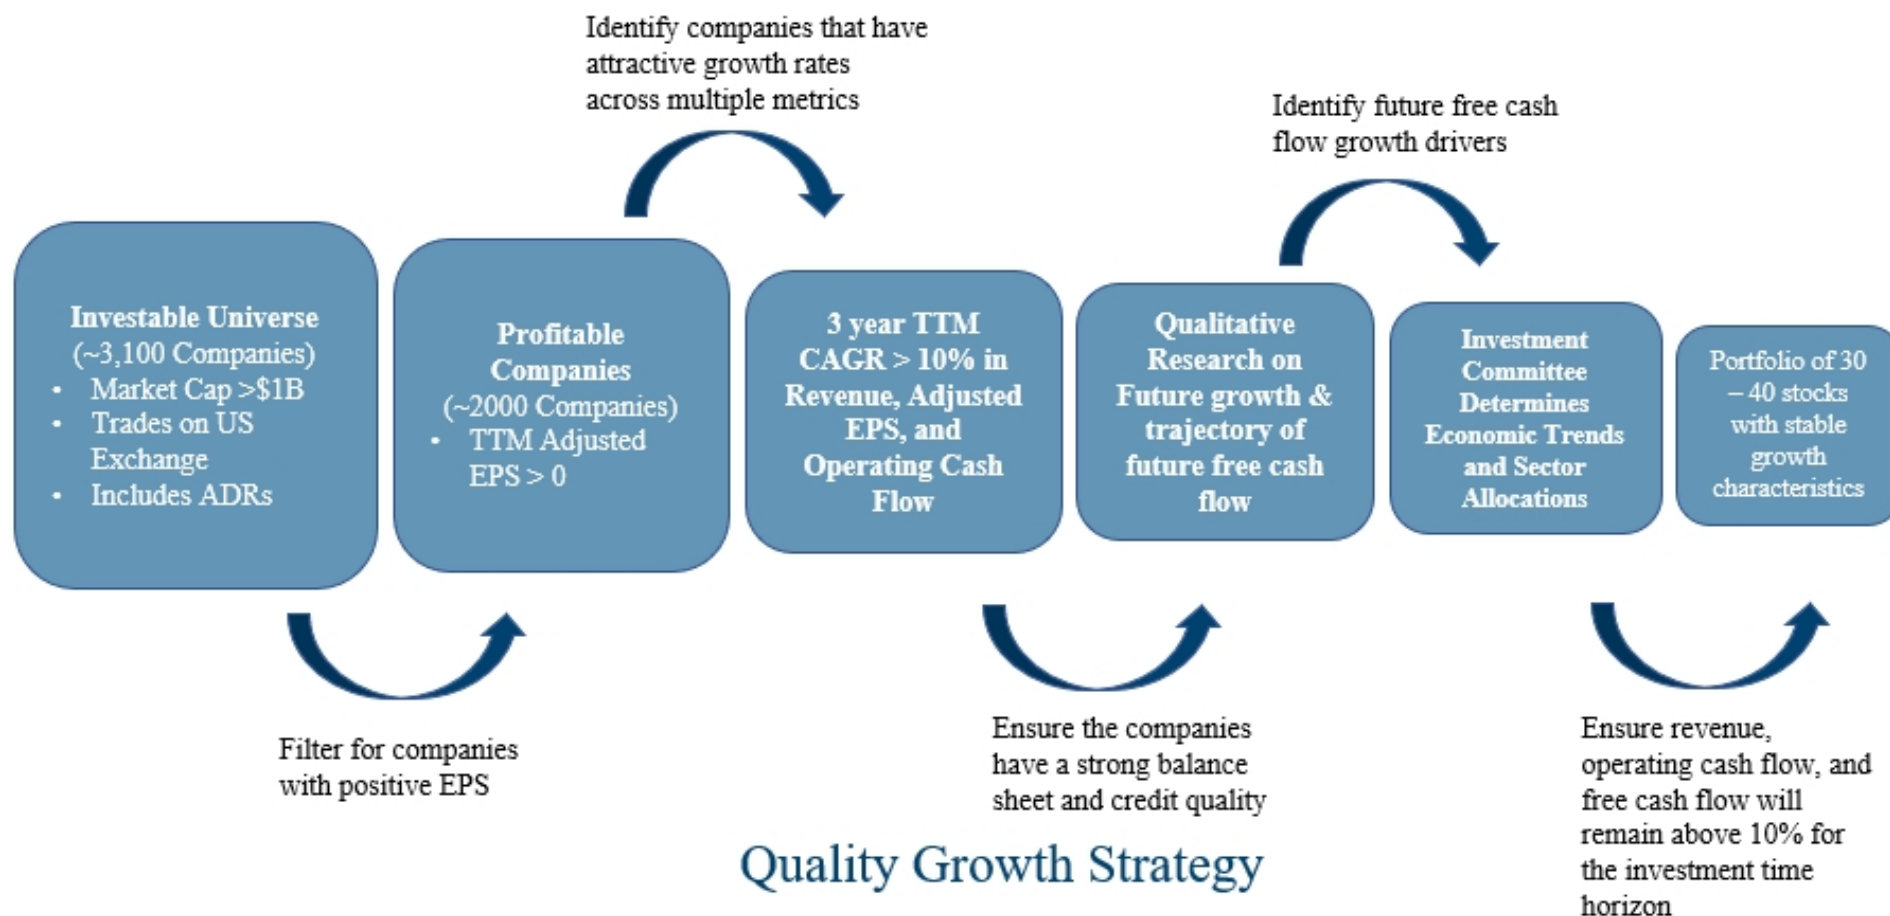 Identify companies that have
attractive growth rates
across multiple metrics
Identify future free cash
flow growth drivers
Investable Universe
(~3,100 Companies)
• Market Cap >$1B
• Trades on US
Exchange
• Includes ADRs
Profitable
Companies
(~2000 Companies)
• TTM Adjusted
EPS > 0
3 year TTM
CAGR > 10% in
Revenue, Adjusted
EPS, and
Operating Cash
Flow
Qualitative
Research on
Future growth &
trajectory of
future free cash
flow
Investment
Committee
Determines
Economic Trends
and Sector
Allocations
Portfolio of 30
– 40 stocks
with stable
growth
characteristics
Filter for companies
with positive EPS
Ensure the companies
have a strong balance
sheet and credit quality
Ensure revenue,
operating cash flow, and
free cash flow will
remain above 10% for
the investment time
horizon
Quality Growth Strategy